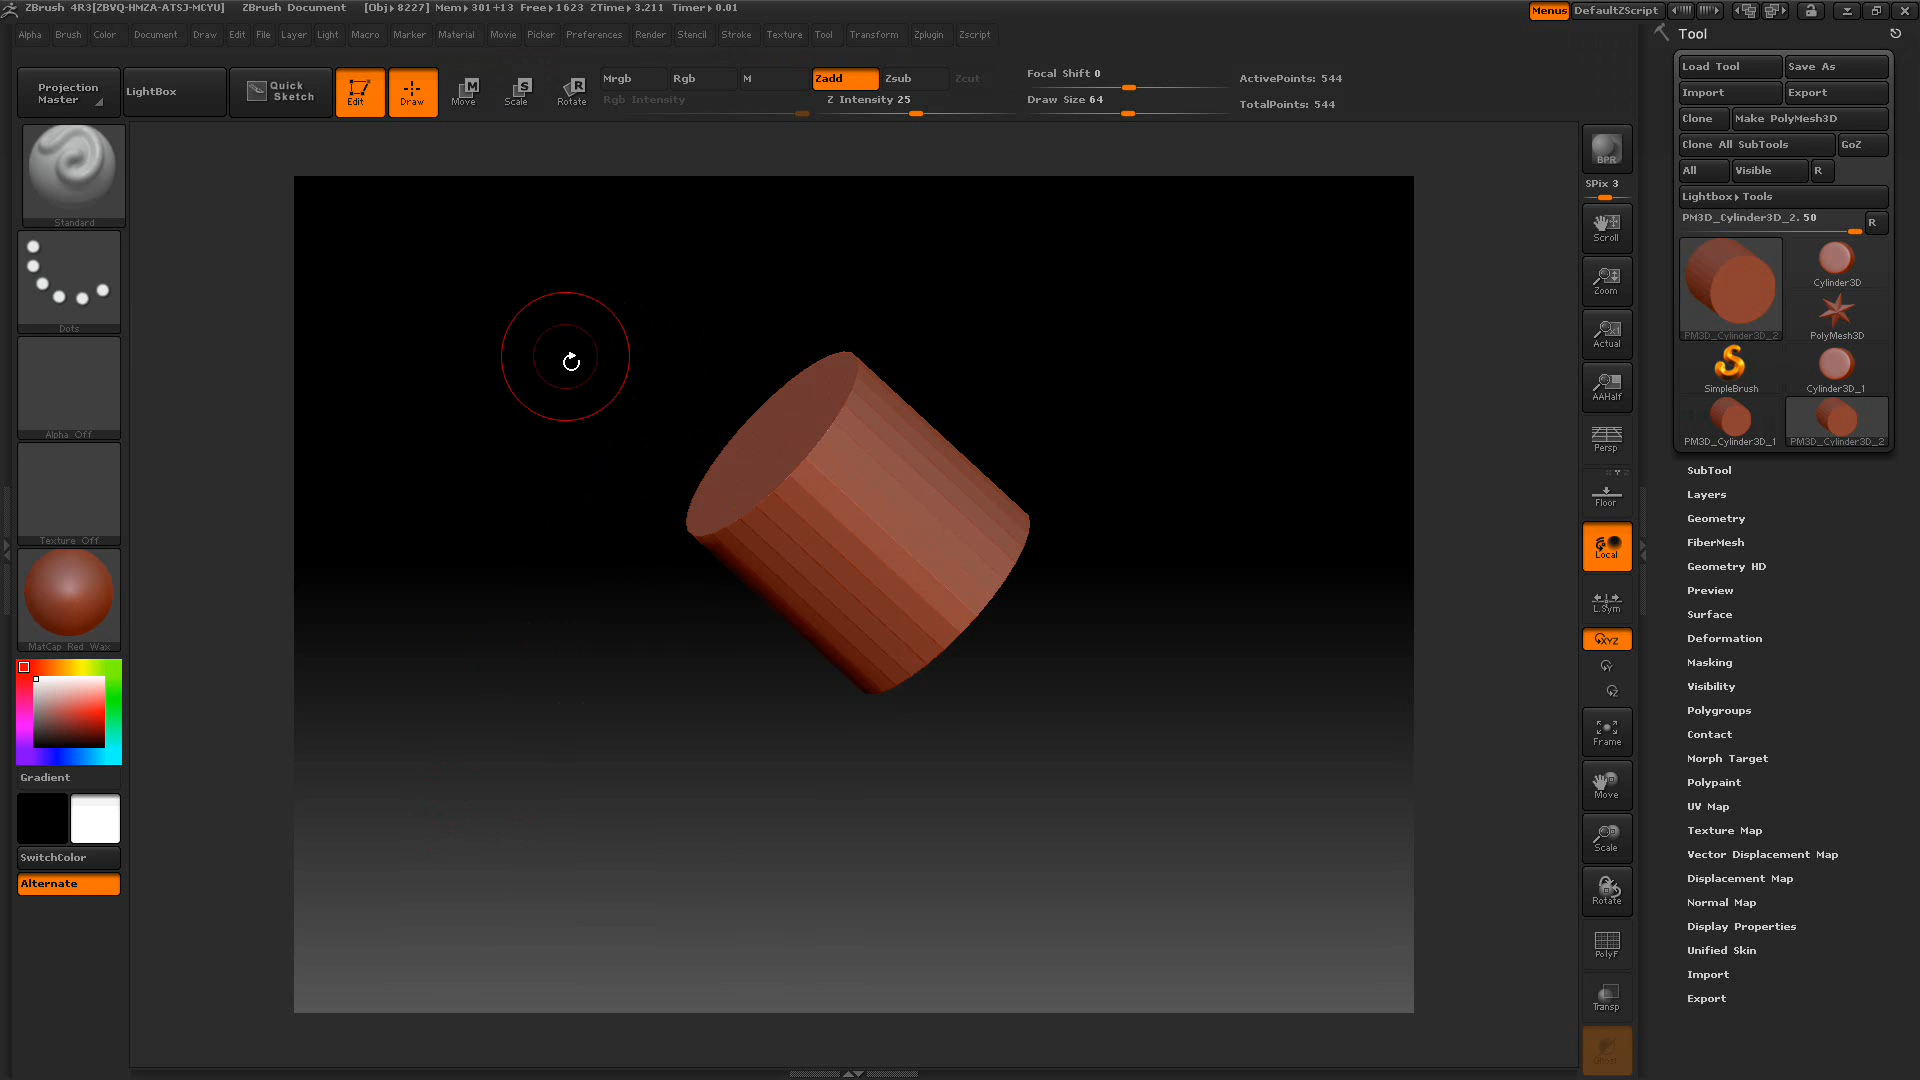 ZBrush 4R3[ZBVQ-HMZA-ATSJ-MCYU] ZBrush Document [Obj▸8227] Mem▸301+13 Free▸1623 ZTime▸3.211 Timer▸0.01 Menus DefaultZScript
Alpha Brush Color Document Draw Edit File Layer Light Macro Marker Material Movie Picker Preferences Render Stencil Stroke Texture Tool Transform Zplugin Zscript
Projection Master
LightBox
Quick Sketch
Edit
Draw
Move
Scale
Rotate
Mrgb Rgb M Zadd Zsub Zcut
Rgb Intensity
Z Intensity 25
Focal Shift 0
Draw Size 64
ActivePoints: 544
TotalPoints: 544
Standard
Dots
Alpha Off
Texture Off
MatCap Red Wax
Gradient
SwitchColor
Alternate
BPR
SPix 3
Scroll
Zoom
Actual
AAHalf
Persp
Floor
Local
L.Sym
XYZ
Y
Z
Frame
Move
Scale
Rotate
PolyF
Transp
Ghost
Tool
Load Tool Save As
Import Export
Clone Make PolyMesh3D
Clone All SubTools GoZ
All Visible R
Lightbox▸Tools
PM3D_Cylinder3D_2. 50 R
PM3D_Cylinder3D_2
Cylinder3D
PolyMesh3D
SimpleBrush
Cylinder3D_1
PM3D_Cylinder3D_1
PM3D_Cylinder3D_2
SubTool
Layers
Geometry
FiberMesh
Geometry HD
Preview
Surface
Deformation
Masking
Visibility
Polygroups
Contact
Morph Target
Polypaint
UV Map
Texture Map
Vector Displacement Map
Displacement Map
Normal Map
Display Properties
Unified Skin
Import
Export